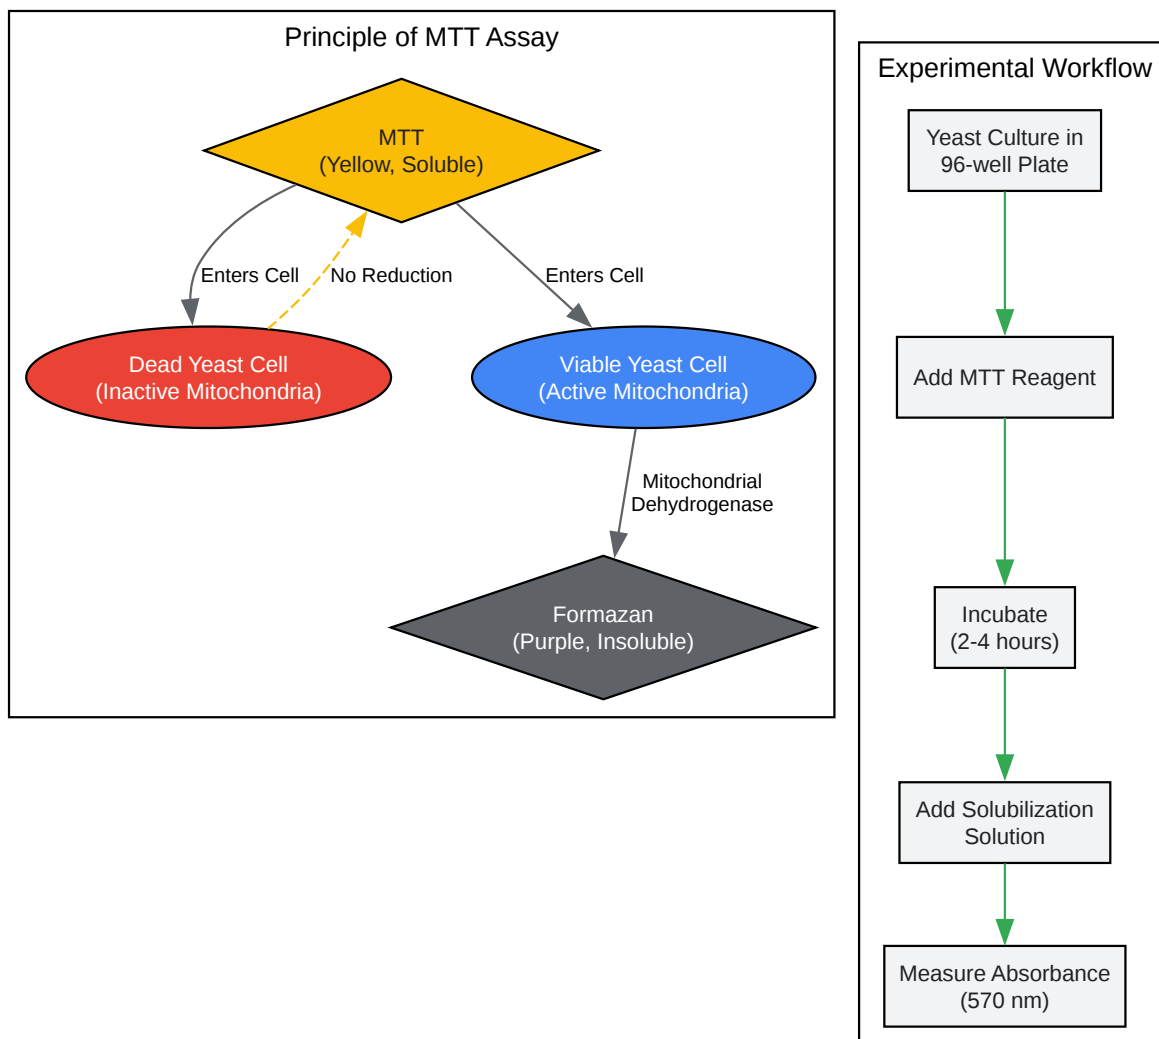 Principle of MTT Assay
MTT
(Yellow, Soluble)
Enters Cell
No Reduction
Enters Cell
Dead Yeast Cell
(Inactive Mitochondria)
Viable Yeast Cell
(Active Mitochondria)
Mitochondrial
Dehydrogenase
Formazan
(Purple, Insoluble)
Experimental Workflow
Yeast Culture in
96-well Plate
Add MTT Reagent
Incubate
(2-4 hours)
Add Solubilization
Solution
Measure Absorbance
(570 nm)